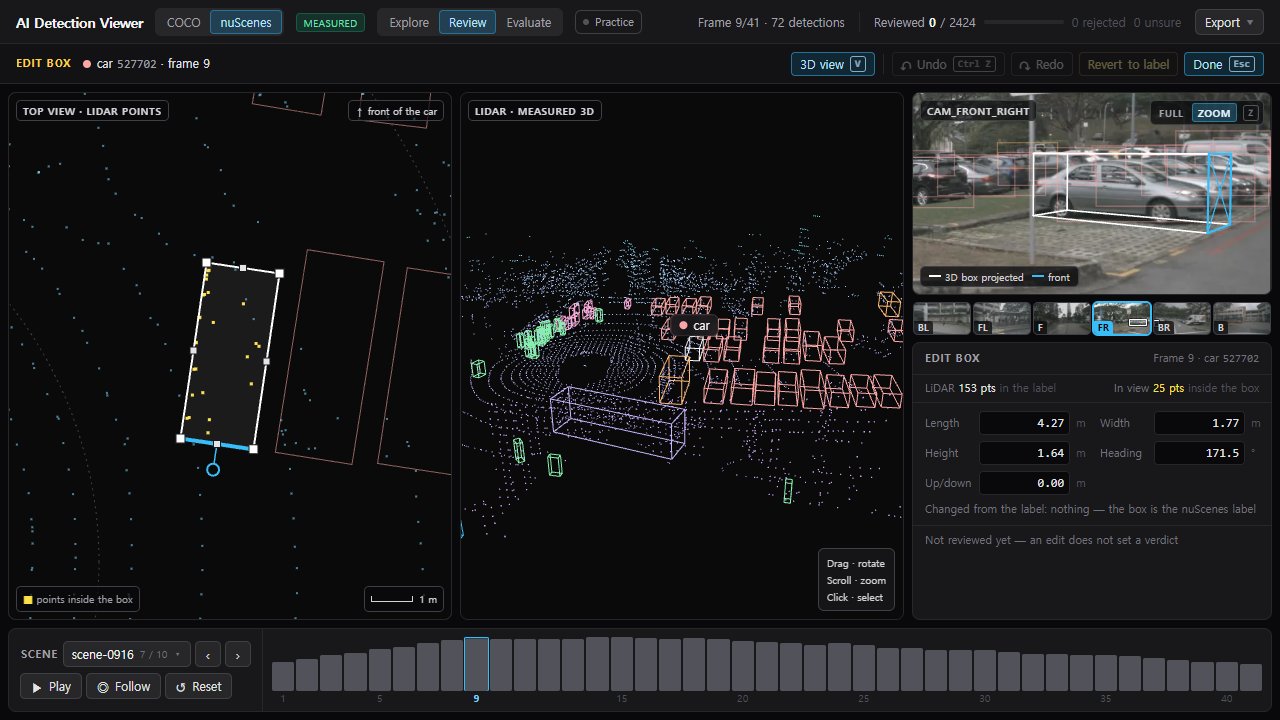 AI Detection Viewer
COCO
nuScenes
MEASURED
Explore
Review
Evaluate
Practice
Frame 9/41 · 72 detections
Reviewed 0 / 2424
0 rejected 0 unsure
Export
EDIT BOX
car 527702 · frame 9
3D view V
Undo Ctrl Z
Redo
Revert to label
Done Esc
TOP VIEW · LIDAR POINTS
↑ front of the car
points inside the box
1 m
LIDAR · MEASURED 3D
car
Drag · rotate
Scroll · zoom
Click · select
CAM_FRONT_RIGHT
FULL
ZOOM
Z
3D box projected
front
BL
FL
F
FR
BR
B
EDIT BOX
Frame 9 · car 527702
LiDAR 153 pts in the label
In view 25 pts inside the box
Length 4.27 m
Width 1.77 m
Height 1.64 m
Heading 171.5 °
Up/down 0.00 m
Changed from the label: nothing — the box is the nuScenes label
Not reviewed yet — an edit does not set a verdict
SCENE
scene-0916 7 / 10
‹
›
Play
Follow
Reset
1
5
9
15
20
25
30
35
40